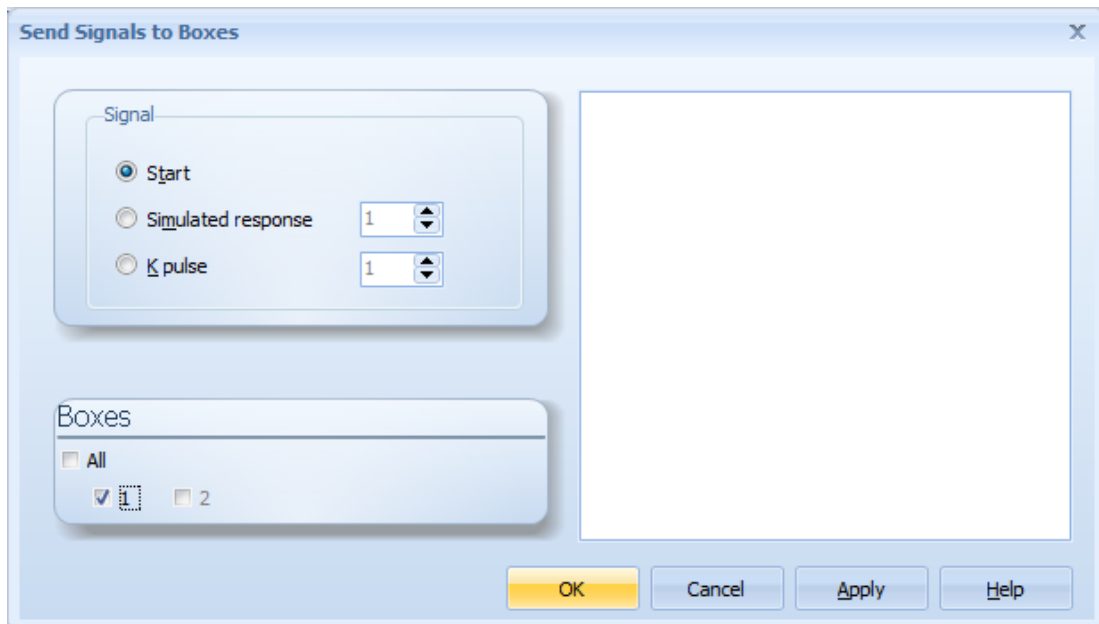 Send Signals to Boxes
Signal
Start
Simulated response 1
K pulse 1
Boxes
All
1 2
OK Cancel Apply Help